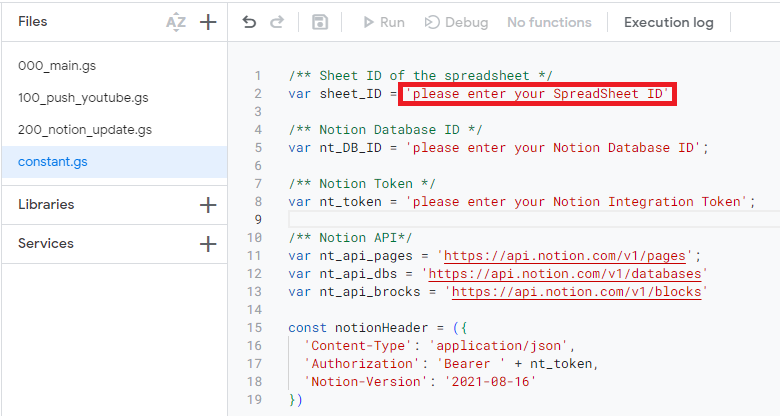 Files
AZ
Run
Debug
No functions
Execution log
000_main.gs
100_push_youtube.gs
200_notion_update.gs
constant.gs
Libraries
Services
1 /** Sheet ID of the spreadsheet */
2 var sheet_ID = 'please enter your SpreadSheet ID'
3
4 /** Notion Database ID */
5 var nt_DB_ID = 'please enter your Notion Database ID';
6
7 /** Notion Token */
8 var nt_token = 'please enter your Notion Integration Token';
9
10 /** Notion API*/
11 var nt_api_pages = 'https://api.notion.com/v1/pages';
12 var nt_api_dbs = 'https://api.notion.com/v1/databases'
13 var nt_api_brocks = 'https://api.notion.com/v1/blocks'
14
15 const notionHeader = ({
16 'Content-Type': 'application/json',
17 'Authorization': 'Bearer ' + nt_token,
18 'Notion-Version': '2021-08-16'
19 })